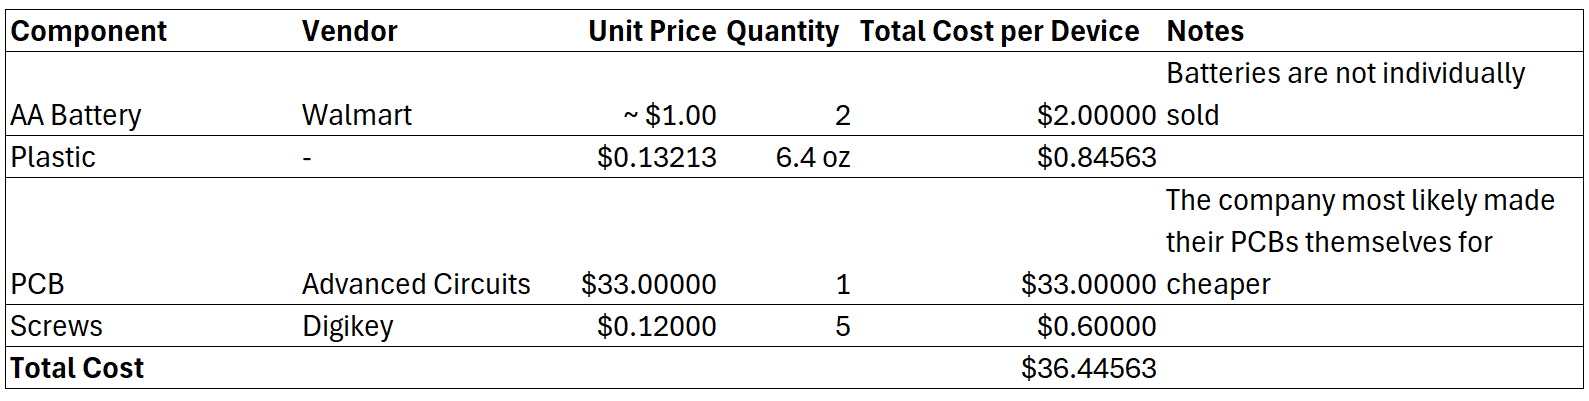 Component Vendor Unit Price Quantity Total Cost per Device Notes
Batteries are not individually
AA Battery Walmart ~ $1.00 2 $2.00000 sold
Plastic - $0.13213 6.4 oz $0.84563
The company most likely made
their PCBs themselves for
PCB Advanced Circuits $33.00000 1 $33.00000 cheaper
Screws Digikey $0.12000 5 $0.60000
Total Cost $36.44563